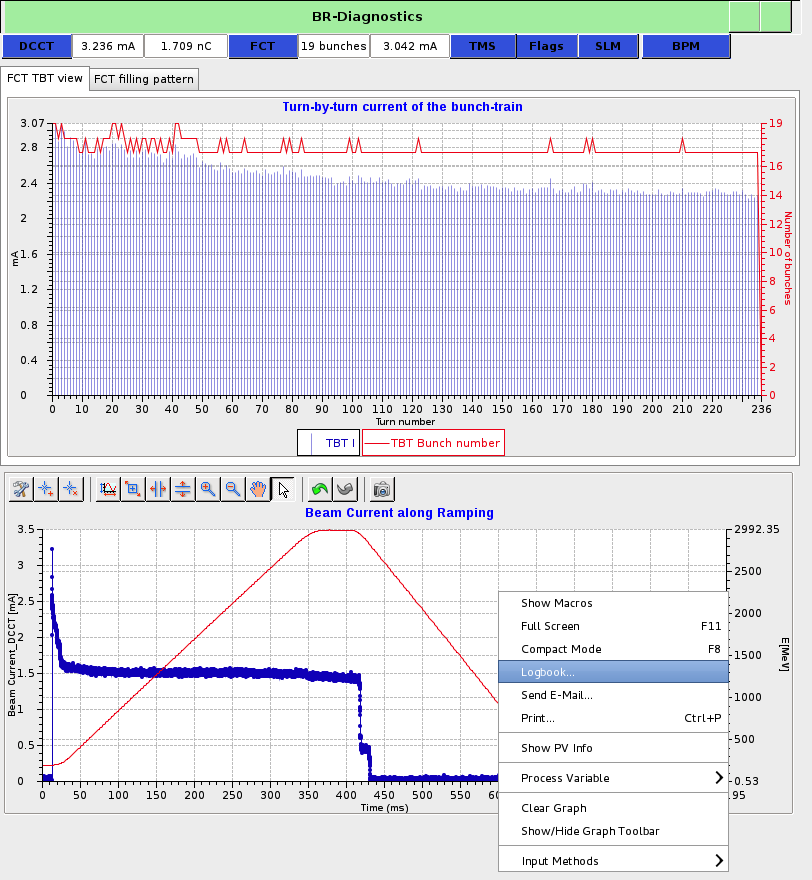 BR-Diagnostics
DCCT 3.236 mA 1.709 nC FCT 19 bunches 3.042 mA TMS Flags SLM BPM
FCT TBT view FCT filling pattern
Turn-by-turn current of the bunch-train
3.07
2.8
2.4
2
1.6
1.2
0.8
0.4
0
mA
19
16
14
12
10
8
6
4
2
0
Number of bunches
0 10 20 30 40 50 60 70 80 90 100 110 120 130 140 150 160 170 180 190 200 210 220 236
Turn number
TBT I TBT Bunch number
Beam Current along Ramping
3.5
3
2.5
2
1.5
1
0.5
0
Beam Current_DCCT [mA]
2992.35
2500
2000
1500
1000
500
0.53
E[MeV]
0 50 100 150 200 250 300 350 400 450 500 550 60 95
Time (ms)
Show Macros
Full Screen F11
Compact Mode F8
Logbook...
Send E-Mail...
Print... Ctrl+P
Show PV Info
Process Variable
Clear Graph
Show/Hide Graph Toolbar
Input Methods